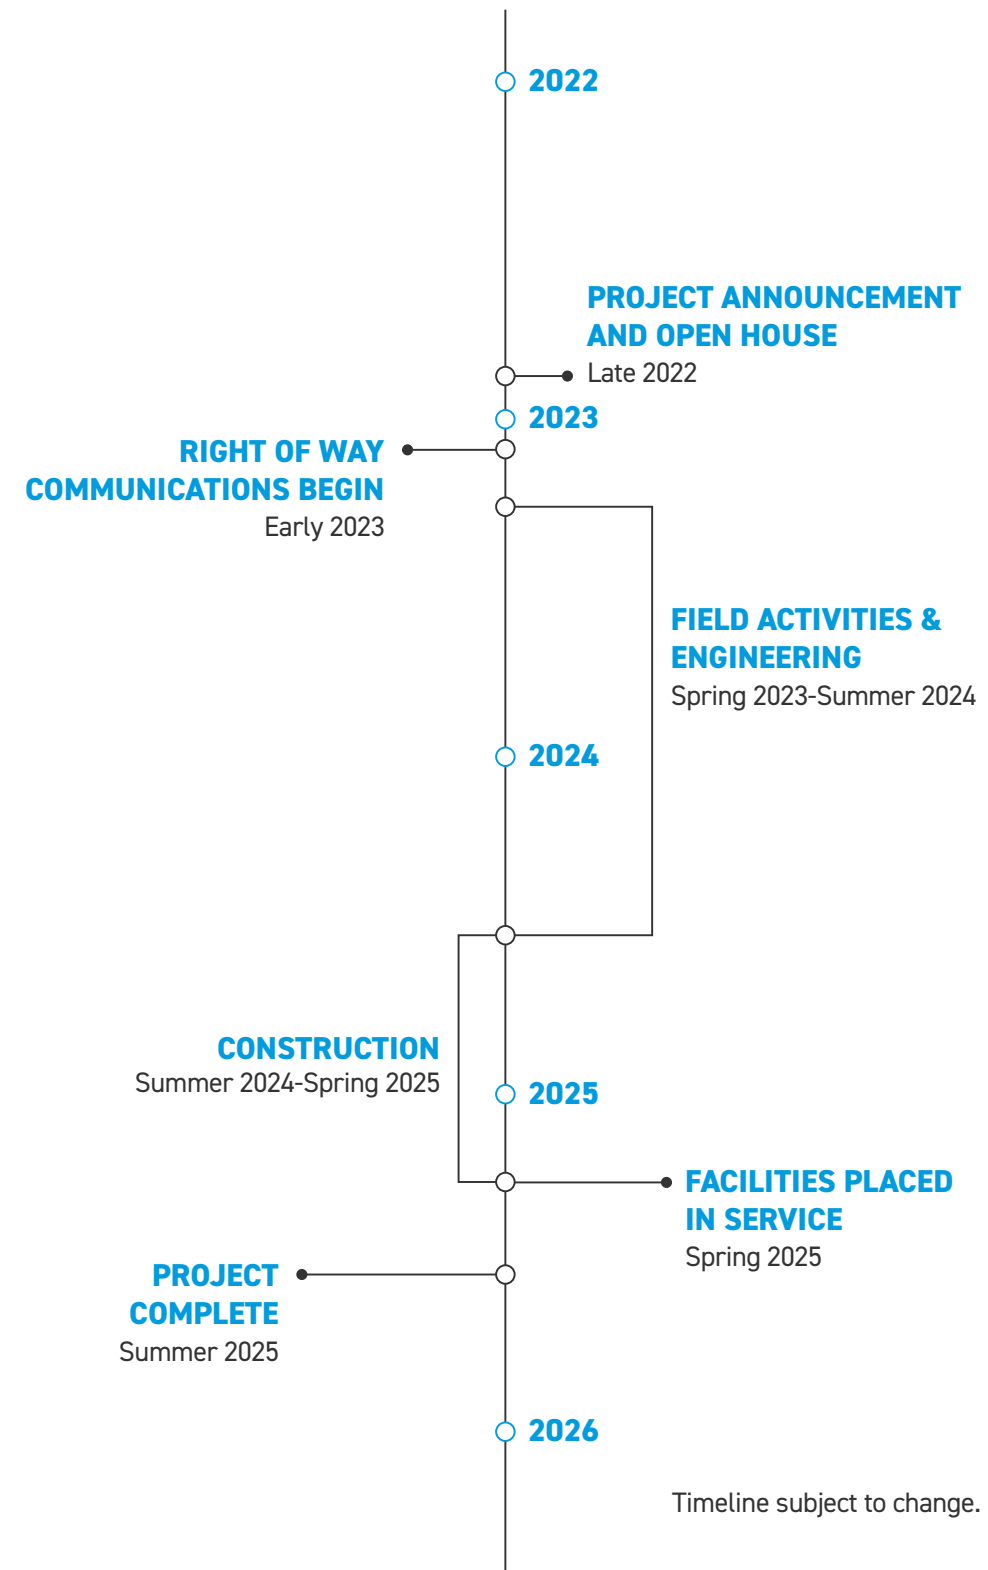 2022
PROJECT ANNOUNCEMENT
AND OPEN HOUSE
Late 2022
2023
RIGHT OF WAY
COMMUNICATIONS BEGIN
Early 2023
FIELD ACTIVITIES &
ENGINEERING
Spring 2023-Summer 2024
2024
CONSTRUCTION
Summer 2024-Spring 2025
2025
FACILITIES PLACED
IN SERVICE
Spring 2025
PROJECT
COMPLETE
Summer 2025
2026
Timeline subject to change.